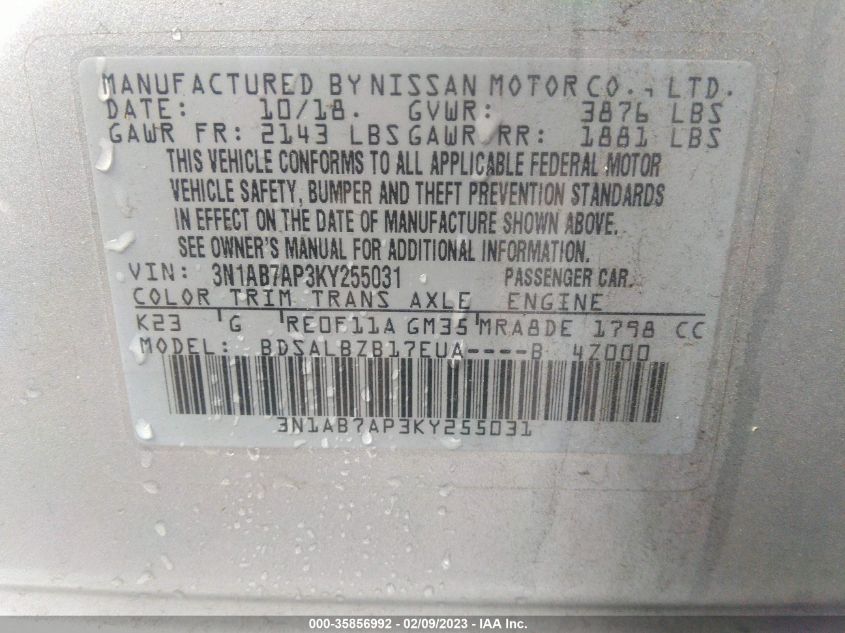 MANUFACTURED BY NISSAN MOTOR CO., LTD.
DATE: 10/18. GVWR: 3876 LBS
GAWR FR: 2143 LBS GAWR RR: 1881 LBS
THIS VEHICLE CONFORMS TO ALL APPLICABLE FEDERAL MOTOR
VEHICLE SAFETY, BUMPER AND THEFT PREVENTION STANDARDS
IN EFFECT ON THE DATE OF MANUFACTURE SHOWN ABOVE.
SEE OWNER'S MANUAL FOR ADDITIONAL INFORMATION.
VIN: 3N1AB7AP3KY255031 PASSENGER CAR.
COLOR TRIM TRANS AXLE ENGINE
K23 G RE0F11A GM35 MRA8DE 1798 CC
MODEL: BDSALBZB17EUA----B 4Z000
3N1AB7AP3KY255031
000-35856992 - 02/09/2023 - IAA Inc.